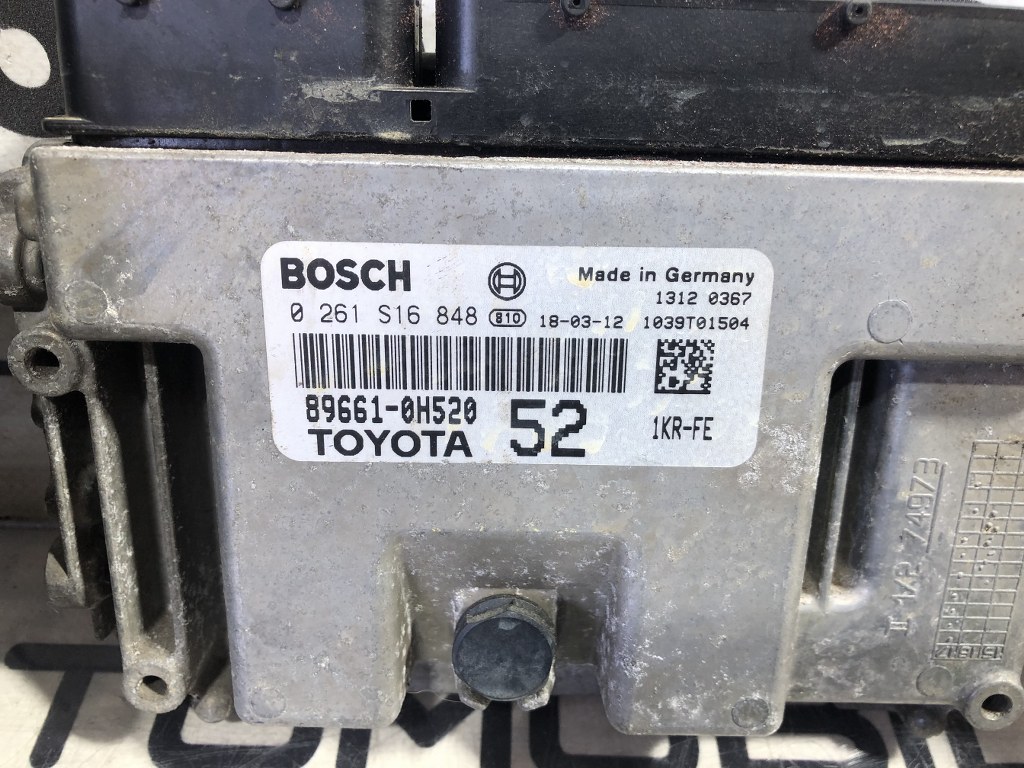 BOSCH
Made in Germany
1312 0367
0 261 S16 848 810 18-03-12 1039T01504
89661-0H520 52 1KR-FE
TOYOTA